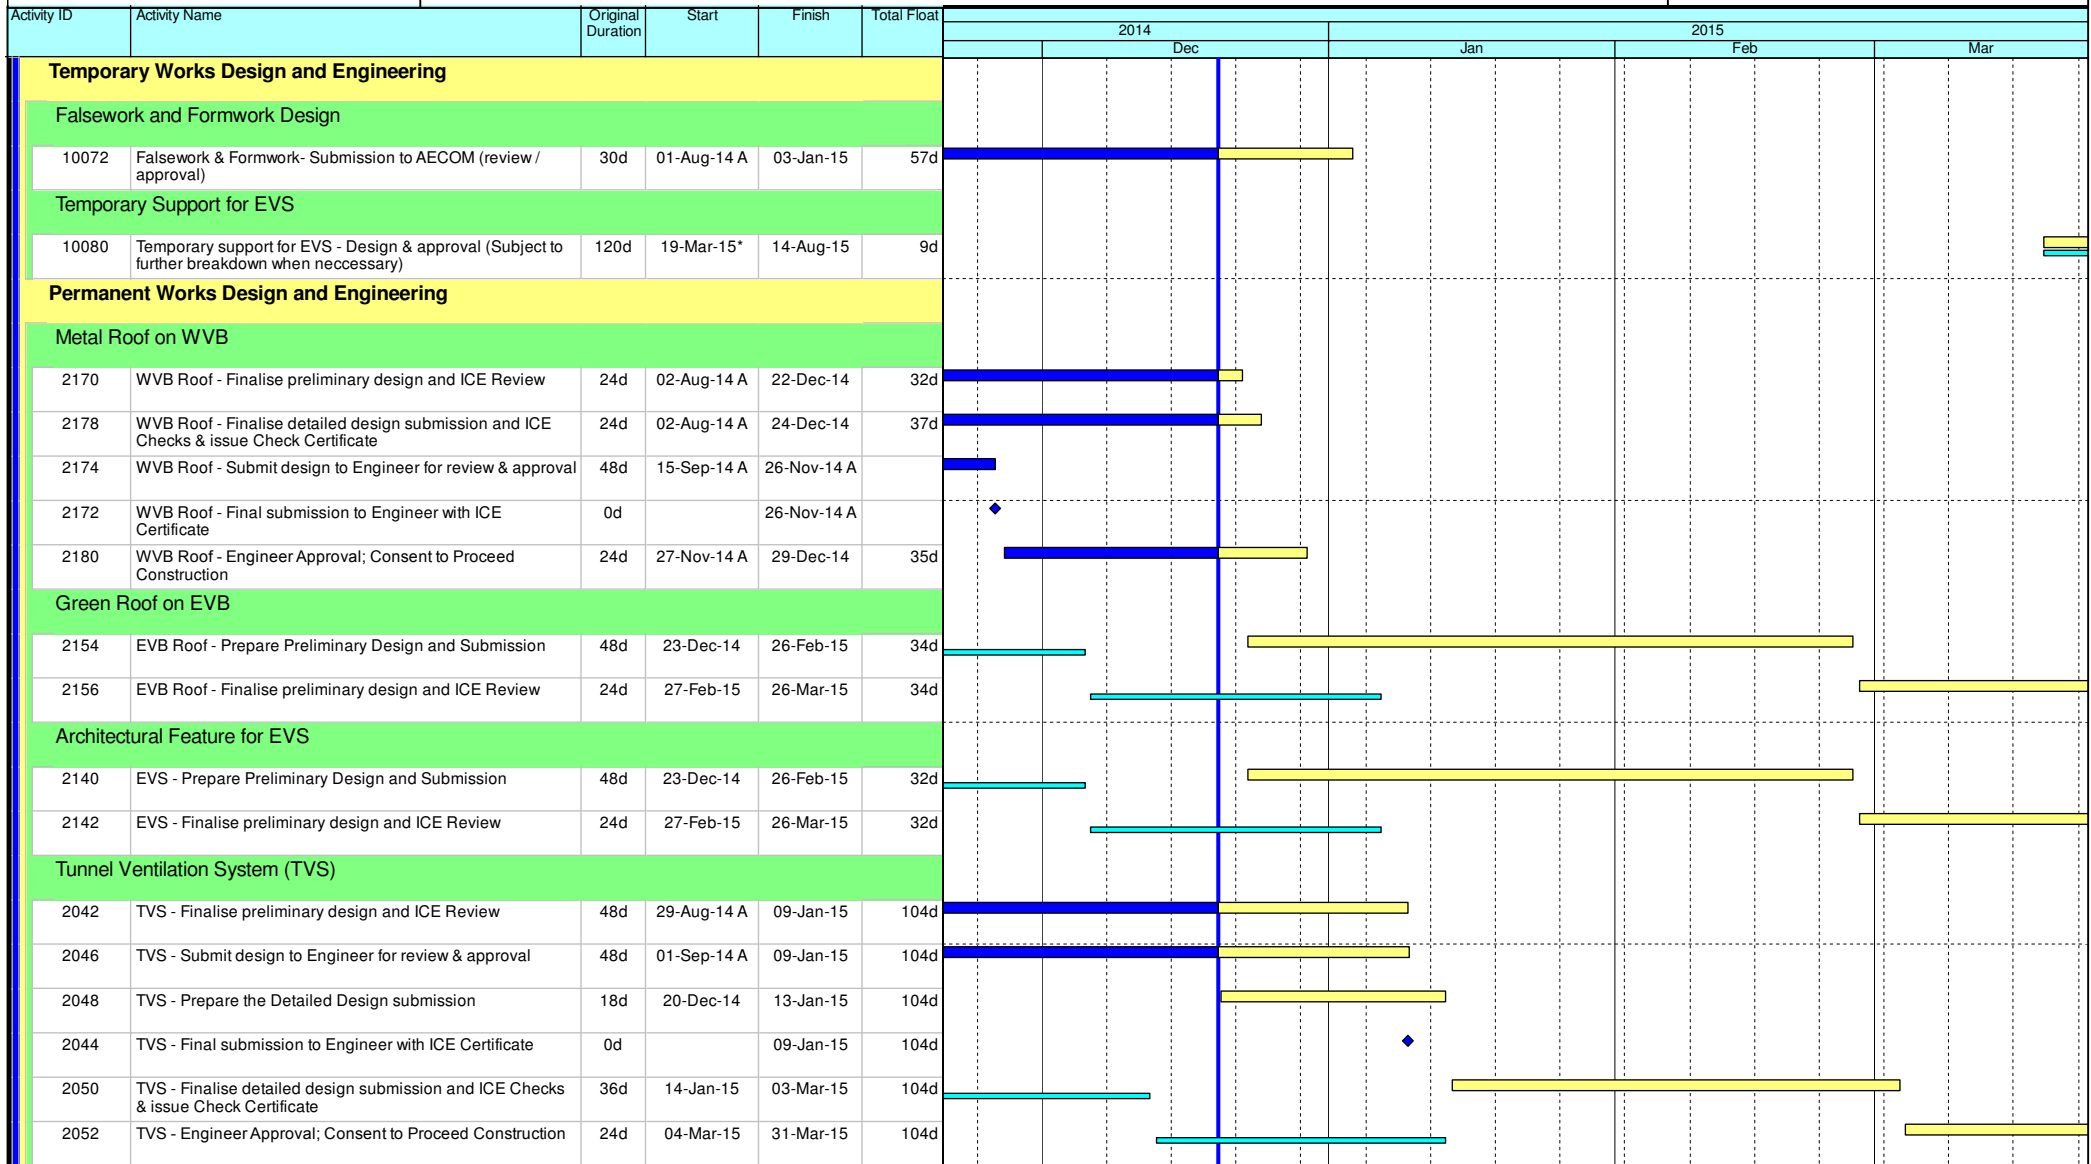 Activity ID Activity Name Original Duration Start Finish Total Float
2014 2015
Dec Jan Feb Mar
Temporary Works Design and Engineering
Falsework and Formwork Design
10072 Falsework & Formwork- Submission to AECOM (review / 30d 01-Aug-14 A 03-Jan-15 57d
approval)
Temporary Support for EVS
10080 Temporary support for EVS - Design & approval (Subject to 120d 19-Mar-15* 14-Aug-15 9d
further breakdown when neccessary)
Permanent Works Design and Engineering
Metal Roof on WVB
2170 WVB Roof - Finalise preliminary design and ICE Review 24d 02-Aug-14 A 22-Dec-14 32d
2178 WVB Roof - Finalise detailed design submission and ICE 24d 02-Aug-14 A 24-Dec-14 37d
Checks & issue Check Certificate
2174 WVB Roof - Submit design to Engineer for review & approval 48d 15-Sep-14 A 26-Nov-14 A
2172 WVB Roof - Final submission to Engineer with ICE 0d 26-Nov-14 A
Certificate
2180 WVB Roof - Engineer Approval; Consent to Proceed 24d 27-Nov-14 A 29-Dec-14 35d
Construction
Green Roof on EVB
2154 EVB Roof - Prepare Preliminary Design and Submission 48d 23-Dec-14 26-Feb-15 34d
2156 EVB Roof - Finalise preliminary design and ICE Review 24d 27-Feb-15 26-Mar-15 34d
Architectural Feature for EVS
2140 EVS - Prepare Preliminary Design and Submission 48d 23-Dec-14 26-Feb-15 32d
2142 EVS - Finalise preliminary design and ICE Review 24d 27-Feb-15 26-Mar-15 32d
Tunnel Ventilation System (TVS)
2042 TVS - Finalise preliminary design and ICE Review 48d 29-Aug-14 A 09-Jan-15 104d
2046 TVS - Submit design to Engineer for review & approval 48d 01-Sep-14 A 09-Jan-15 104d
2048 TVS - Prepare the Detailed Design submission 18d 20-Dec-14 13-Jan-15 104d
2044 TVS - Final submission to Engineer with ICE Certificate 0d 09-Jan-15 104d
2050 TVS - Finalise detailed design submission and ICE Checks 36d 14-Jan-15 03-Mar-15 104d
& issue Check Certificate
2052 TVS - Engineer Approval; Consent to Proceed Construction 24d 04-Mar-15 31-Mar-15 104d